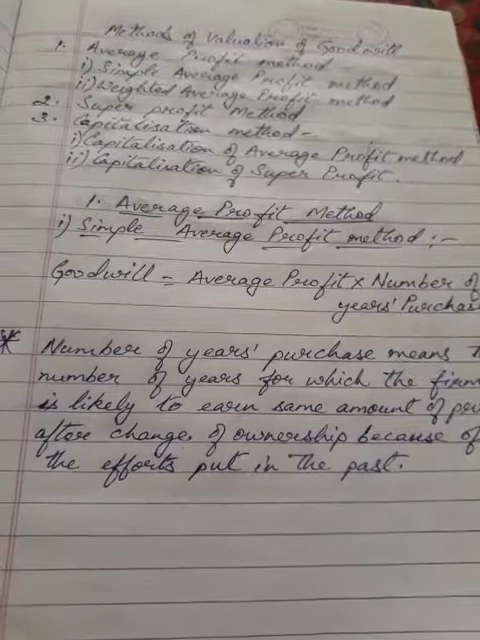 Methods of Valuation of Goodwill
1. Average Profit method
i) Simple Average Profit method
ii) Weighted Average Profit method
2. Super profit Method
3. Capitalisation method -
i) Capitalisation of Average Profit method
ii) Capitalisation of Super Profit.
1. Average Profit Method
i) Simple Average Profit method :-
Goodwill = Average Profit x Number of
years' Purchas
* Number of years' purchase means
number of years for which the firm
is likely to earn same amount of
after change of ownership because of
the efforts put in the past.